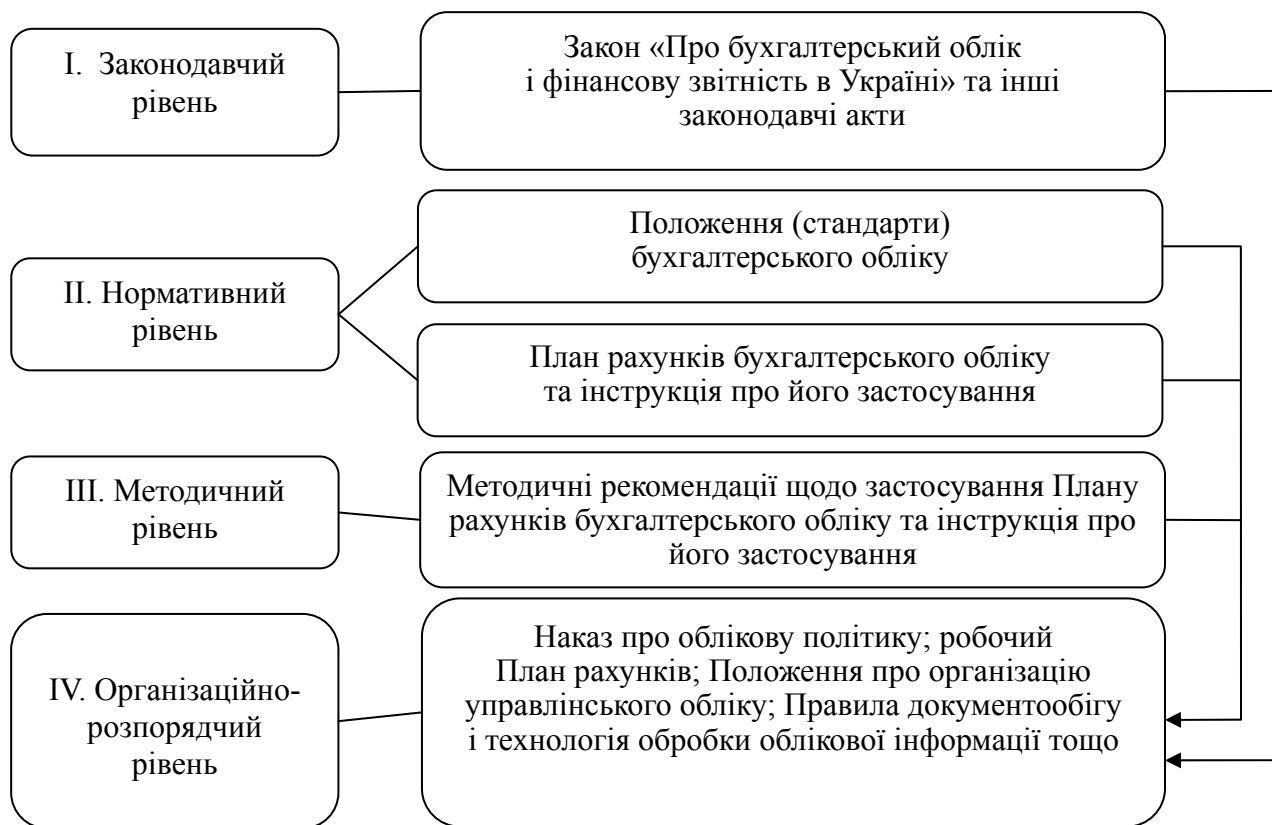 І. Законодавчий
рівень
Закон «Про бухгалтерський облік
і фінансову звітність в Україні» та інші
законодавчі акти
ІІ. Нормативний
рівень
Положення (стандарти)
бухгалтерського обліку
План рахунків бухгалтерського обліку
та інструкція про його застосування
ІІІ. Методичний
рівень
Методичні рекомендації щодо застосування Плану
рахунків бухгалтерського обліку та інструкція про
його застосування
IV. Організаційно-
розпорядчий
рівень
Наказ про облікову політику; робочий
План рахунків; Положення про організацію
управлінського обліку; Правила документообігу
і технологія обробки облікової інформації тощо